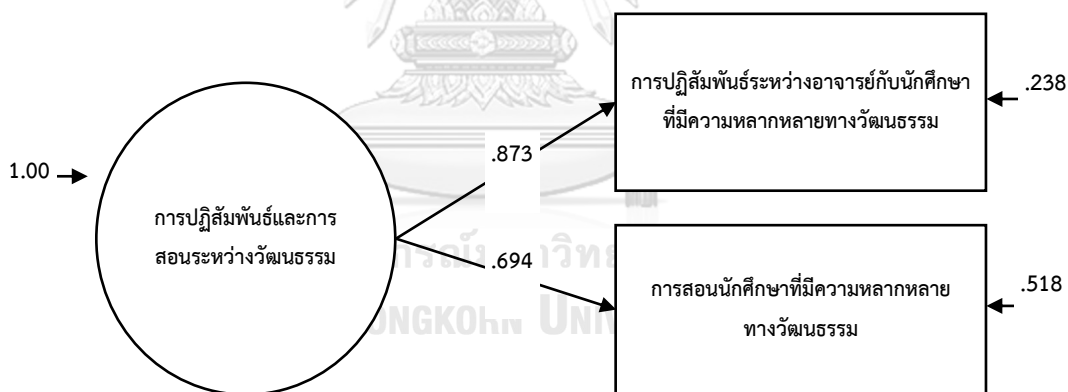 การปฏิสัมพันธ์ระหว่างอาจารย์กับนักศึกษา
ที่มีความหลากหลายทางวัฒนธรรม
.238
.873
1.00
การปฏิสัมพันธ์และการ
สอนระหว่างวัฒนธรรม
.694
การสอนนักศึกษาที่มีความหลากหลาย
ทางวัฒนธรรม
.518